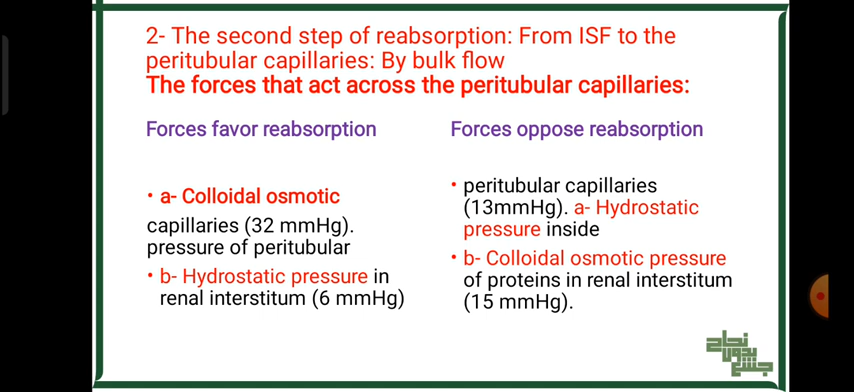 2- The second step of reabsorption: From ISF to the
peritubular capillaries: By bulk flow
The forces that act across the peritubular capillaries:
Forces favor reabsorption
• a- Colloidal osmotic
capillaries (32 mmHg).
pressure of peritubular
• b- Hydrostatic pressure in
renal interstitum (6 mmHg)
Forces oppose reabsorption
• peritubular capillaries
(13mmHg). a- Hydrostatic
pressure inside
• b- Colloidal osmotic pressure
of proteins in renal interstitum
(15 mmHg).
نجاح
بدون
جشع